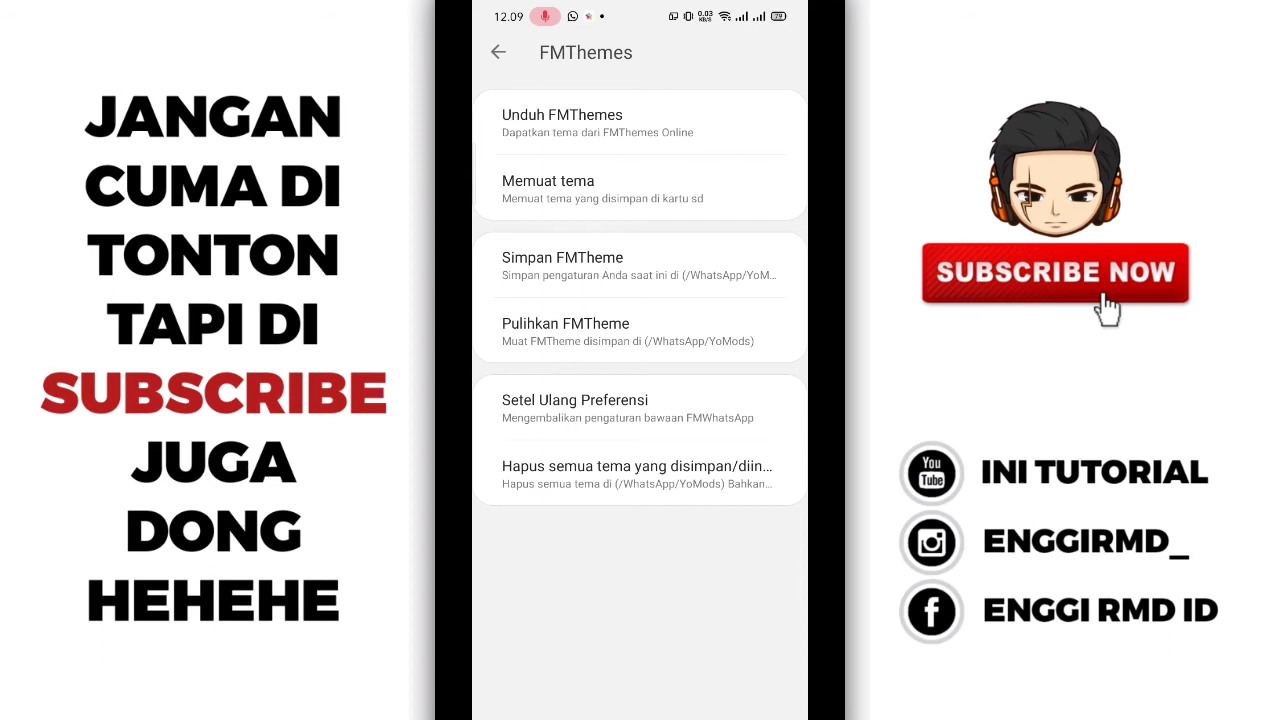 JANGAN
CUMA DI
TONTON
TAPI DI
SUBSCRIBE
JUGA
DONG
HEHEHE
12.09
0.03
KB/S
79
FMThemes
Unduh FMThemes
Dapatkan tema dari FMThemes Online
Memuat tema
Memuat tema yang disimpan di kartu sd
Simpan FMTheme
Simpan pengaturan Anda saat ini di (/WhatsApp/YoM...
Pulihkan FMTheme
Muat FMTheme disimpan di (/WhatsApp/YoMods)
Setel Ulang Preferensi
Mengembalikan pengaturan bawaan FMWhatsApp
Hapus semua tema yang disimpan/diin...
Hapus semua tema di (/WhatsApp/YoMods) Bahkan...
SUBSCRIBE NOW
You
Tube
INI TUTORIAL
ENGGIRMD_
ENGGI RMD ID